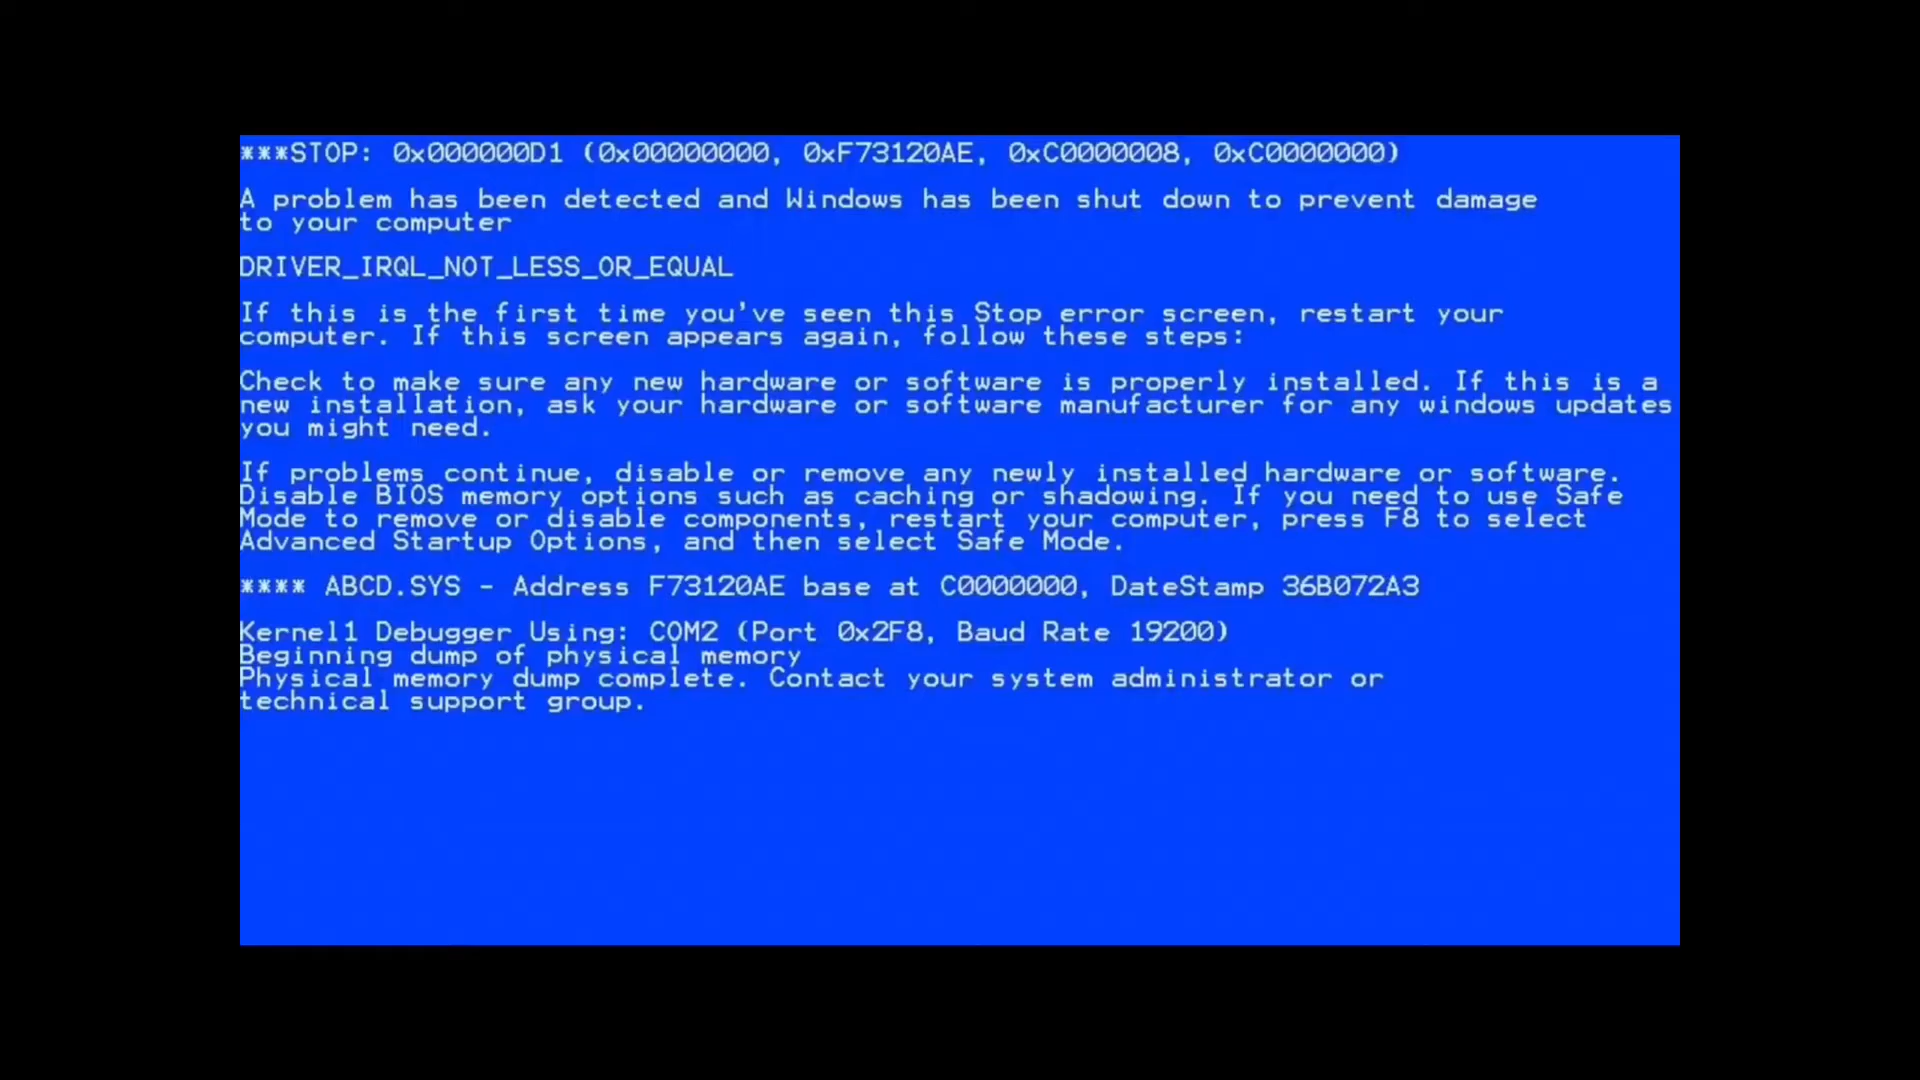 ***STOP: 0x000000D1 (0x00000000, 0xF73120AE, 0xC0000008, 0xC0000000)
A problem has been detected and Windows has been shut down to prevent damage
to your computer
DRIVER_IRQL_NOT_LESS_OR_EQUAL
If this is the first time you've seen this Stop error screen, restart your
computer. If this screen appears again, follow these steps:
Check to make sure any new hardware or software is properly installed. If this is a
new installation, ask your hardware or software manufacturer for any windows updates
you might need.
If problems continue, disable or remove any newly installed hardware or software.
Disable BIOS memory options such as caching or shadowing. If you need to use Safe
Mode to remove or disable components, restart your computer, press F8 to select
Advanced Startup Options, and then select Safe Mode.
**** ABCD.SYS - Address F73120AE base at C0000000, DateStamp 36B072A3
Kernel1 Debugger Using: COM2 (Port 0x2F8, Baud Rate 19200)
Beginning dump of physical memory
Physical memory dump complete. Contact your system administrator or
technical support group.